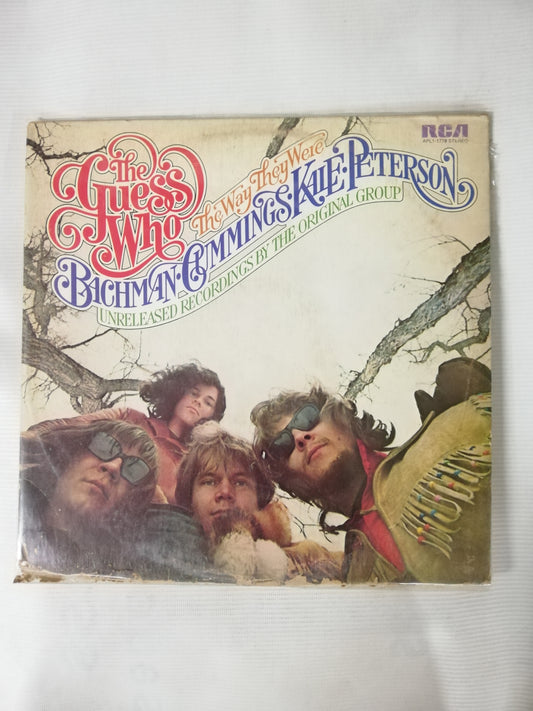 RCA
APL1-1778 STEREO
The
Guess
Who
The Way They Were
BACHMAN·CUMMINGS·KALE·PETERSON
(UNRELEASED RECORDINGS BY THE ORIGINAL GROUP)